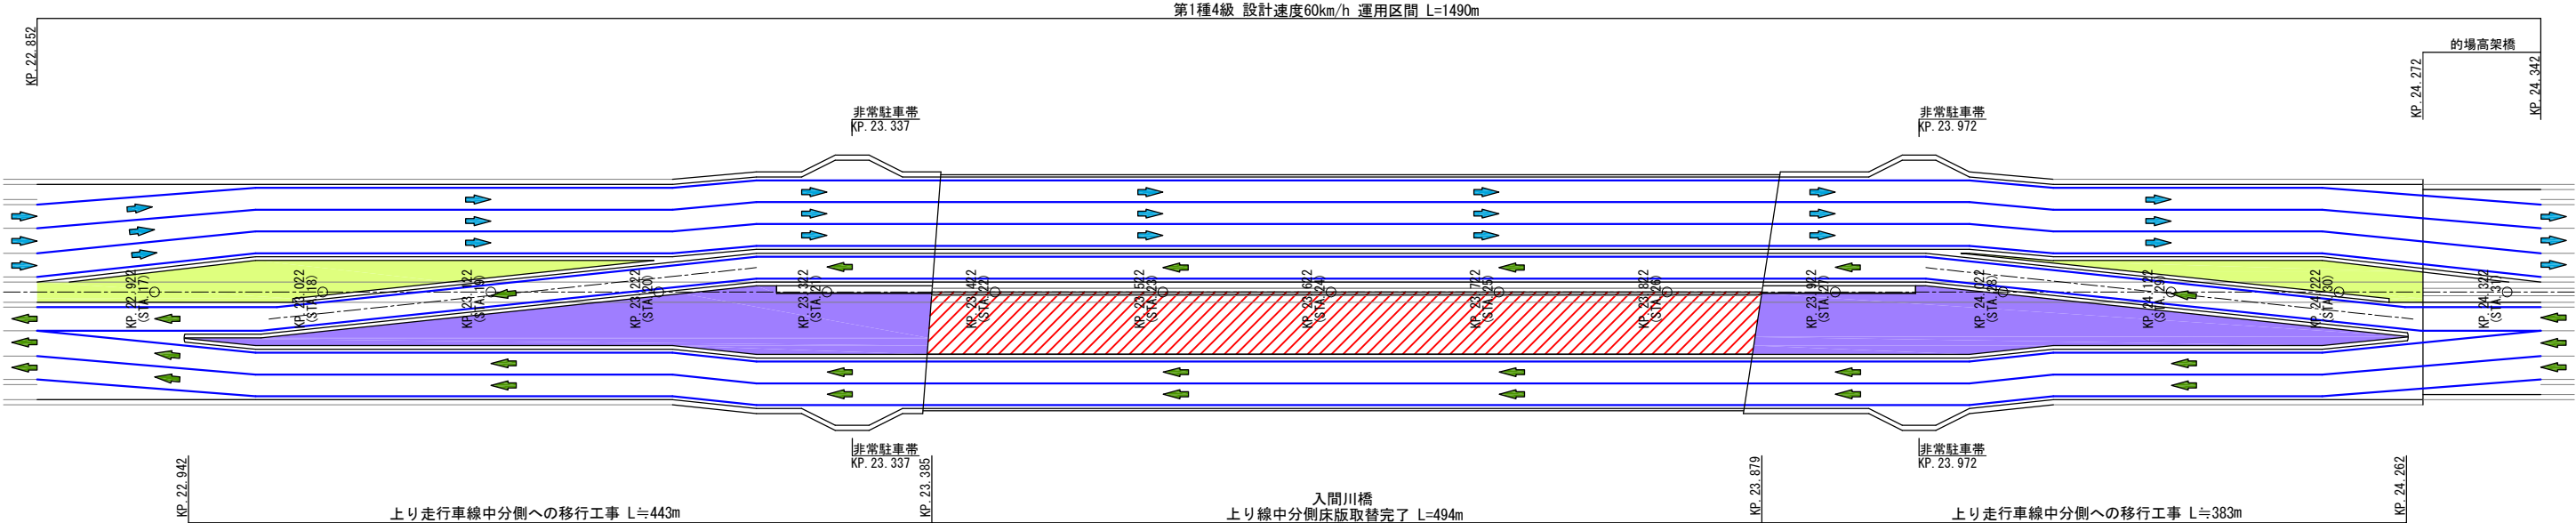 第1種4級 設計速度60km/h 運用区間 L=1490m
KP.22.852
的場高架橋
KP.24.272
KP.24.342
非常駐車帯
KP.23.337
非常駐車帯
KP.23.972
KP.22.922
(STA.17)
KP.23.022
(STA.18)
KP.23.122
(STA.19)
KP.23.222
(STA.20)
KP.23.322
(STA.21)
KP.23.422
(STA.22)
KP.23.522
(STA.23)
KP.23.622
(STA.24)
KP.23.722
(STA.25)
KP.23.822
(STA.26)
KP.23.922
(STA.27)
KP.24.022
(STA.28)
KP.24.122
(STA.29)
KP.24.222
(STA.30)
KP.24.322
(STA.31)
非常駐車帯
KP.23.337
非常駐車帯
KP.23.972
KP.22.942
KP.23.385
KP.23.879
KP.24.262
上り走行車線中分側への移行工事 L≒443m
入間川橋
上り線中分側床版取替完了 L=494m
上り走行車線中分側への移行工事 L≒383m